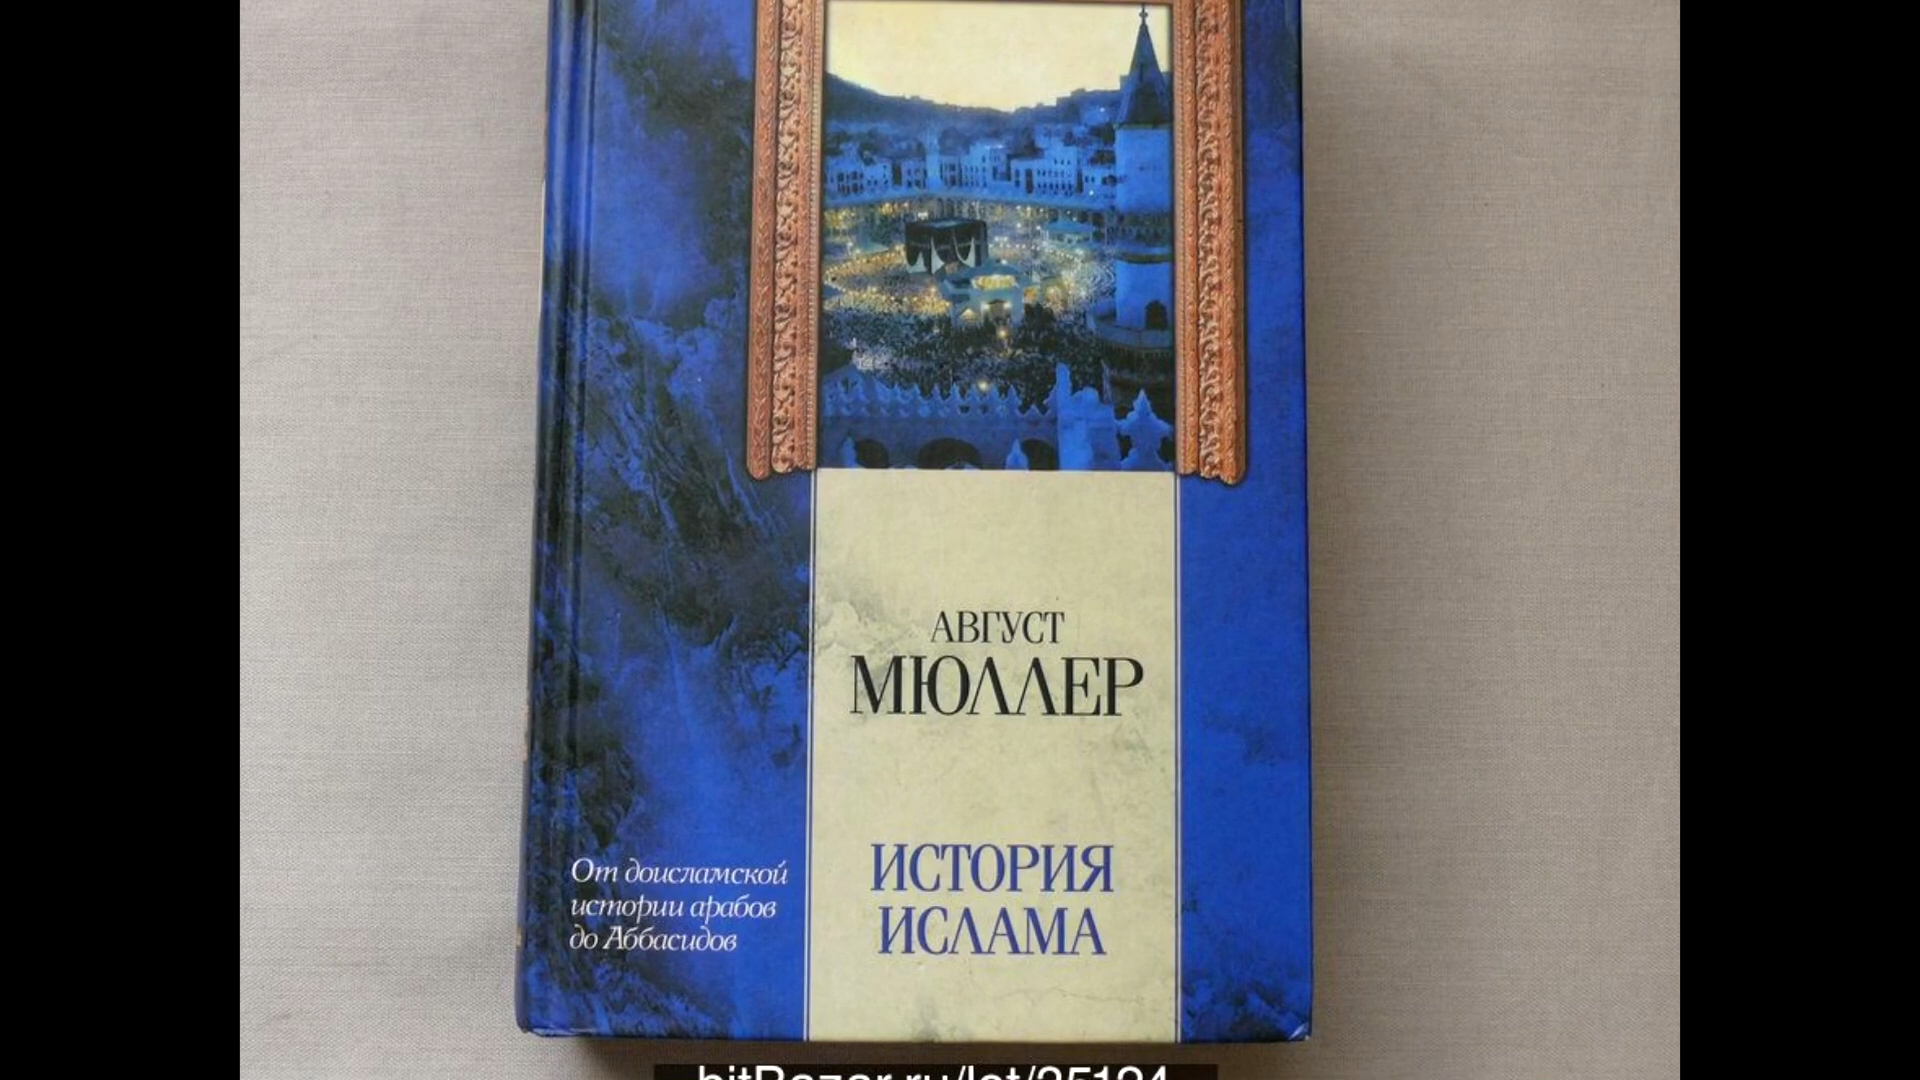 АВГУСТ
МЮЛЛЕР
ИСТОРИЯ
ИСЛАМА
От доисламской
истории арабов
до Аббасидов